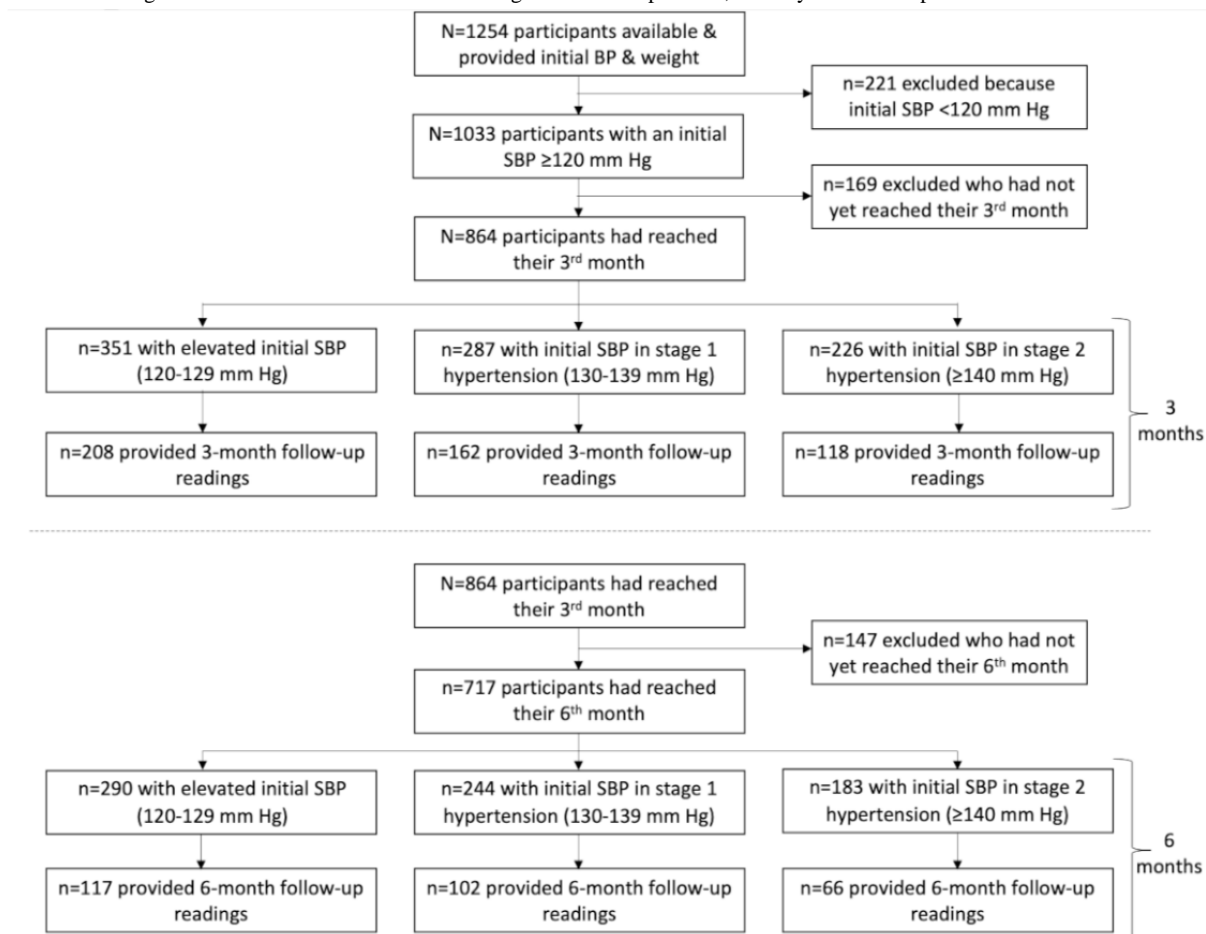 N=1254 participants available &
provided initial BP & weight
n=221 excluded because
initial SBP <120 mm Hg
N=1033 participants with an initial
SBP ≥120 mm Hg
n=169 excluded who had not
yet reached their 3rd month
N=864 participants had reached
their 3rd month
n=351 with elevated initial SBP
(120-129 mm Hg)
n=287 with initial SBP in stage 1
hypertension (130-139 mm Hg)
n=226 with initial SBP in stage 2
hypertension (≥140 mm Hg)
3
months
n=208 provided 3-month follow-up
readings
n=162 provided 3-month follow-up
readings
n=118 provided 3-month follow-up
readings
N=864 participants had reached
their 3rd month
n=147 excluded who had not
yet reached their 6th month
n=717 participants had reached
their 6th month
n=290 with elevated initial SBP
(120-129 mm Hg)
n=244 with initial SBP in stage 1
hypertension (130-139 mm Hg)
n=183 with initial SBP in stage 2
hypertension (≥140 mm Hg)
6
months
n=117 provided 6-month follow-up
readings
n=102 provided 6-month follow-up
readings
n=66 provided 6-month follow-up
readings